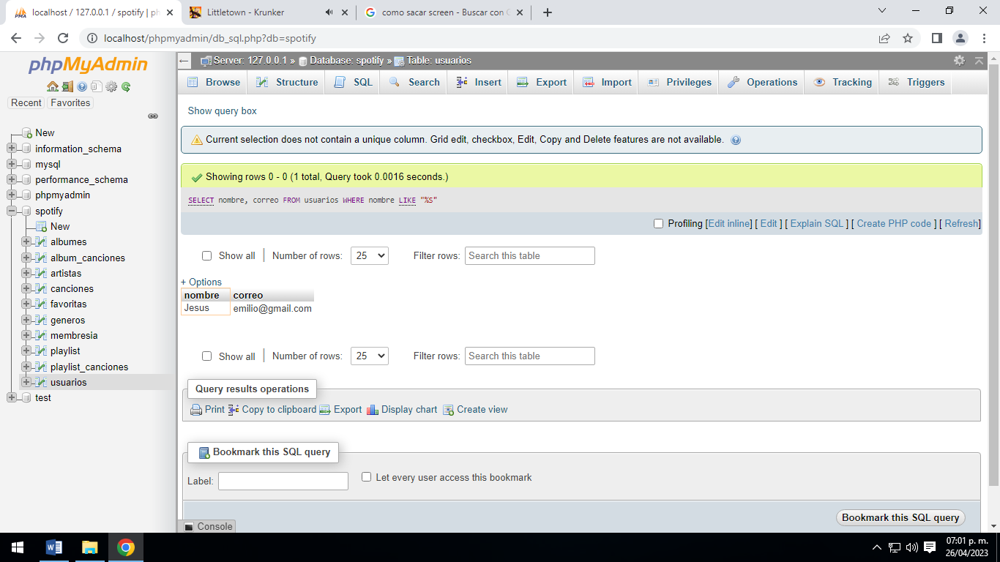 localhost / 127.0.0.1 / spotify | ph
Littletown - Krunker
como sacar screen - Buscar con G
localhost/phpmyadmin/db_sql.php?db=spotify
phpMyAdmin
Recent Favorites
New
information_schema
mysql
performance_schema
phpmyadmin
spotify
New
albumes
album_canciones
artistas
canciones
favoritas
generos
membresia
playlist
playlist_canciones
usuarios
test
Server: 127.0.0.1 » Database: spotify » Table: usuarios
Browse Structure SQL Search Insert Export Import Privileges Operations Tracking Triggers
Show query box
Current selection does not contain a unique column. Grid edit, checkbox, Edit, Copy and Delete features are not available.
Showing rows 0 - 0 (1 total, Query took 0.0016 seconds.)
SELECT nombre, correo FROM usuarios WHERE nombre LIKE "%S"
Profiling [Edit inline] [ Edit ] [ Explain SQL ] [ Create PHP code ] [ Refresh]
Show all | Number of rows: 25 Filter rows: Search this table
+ Options
nombre correo
Jesus emilio@gmail.com
Show all | Number of rows: 25 Filter rows: Search this table
Query results operations
Print Copy to clipboard Export Display chart Create view
Bookmark this SQL query
Label: Let every user access this bookmark
Bookmark this SQL query
Console
07:01 p. m.
26/04/2023